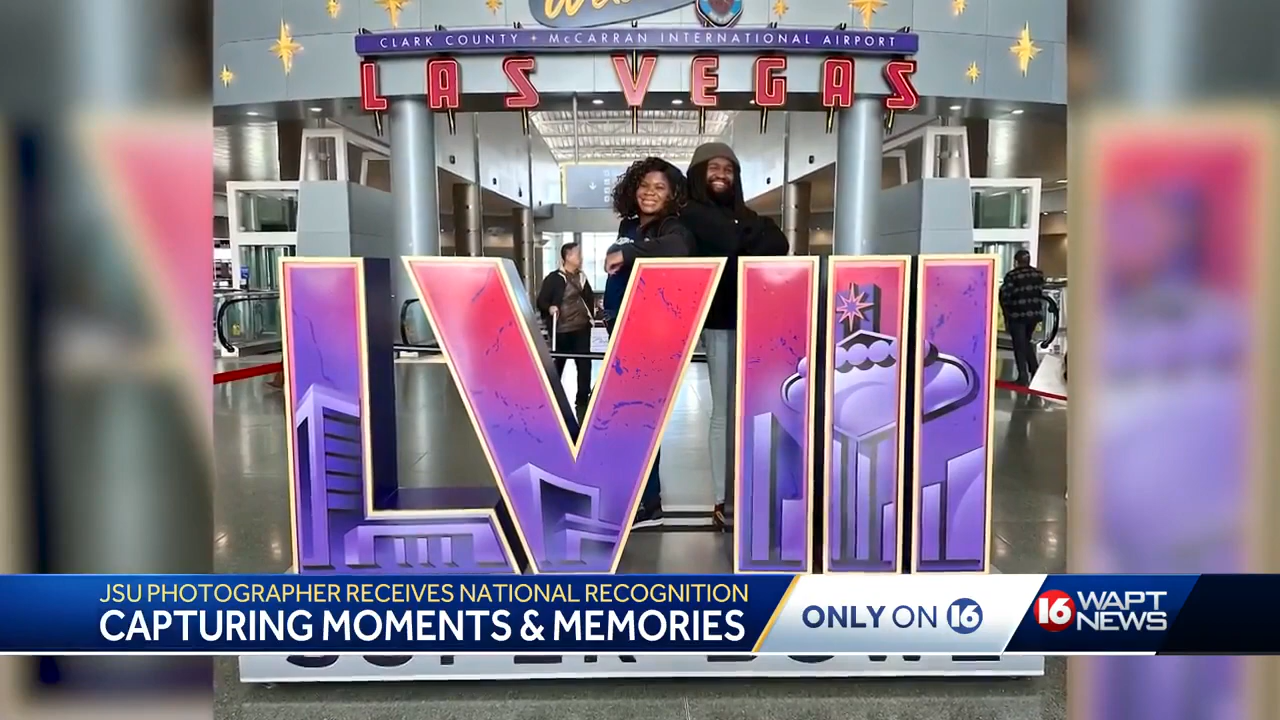 CLARK COUNTY • McCARRAN INTERNATIONAL AIRPORT
LAS VEGAS
LVIII
JSU PHOTOGRAPHER RECEIVES NATIONAL RECOGNITION
CAPTURING MOMENTS & MEMORIES
ONLY ON 16
16 WAPT NEWS